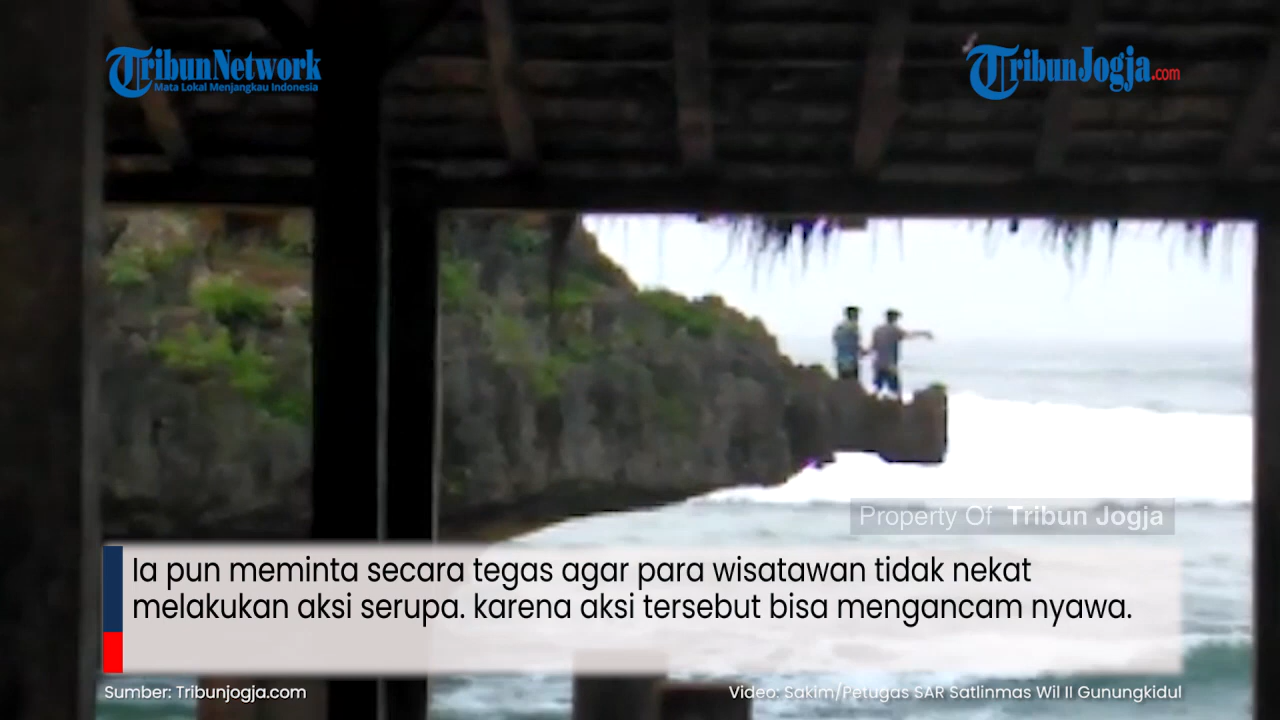 TribunNetwork
Mata Lokal Menjangkau Indonesia
TribunJogja.com
Property Of Tribun Jogja
Ia pun meminta secara tegas agar para wisatawan tidak nekat
melakukan aksi serupa. karena aksi tersebut bisa mengancam nyawa.
Sumber: Tribunjogja.com
Video: Sakim/Petugas SAR Satlinmas Wil II Gunungkidul